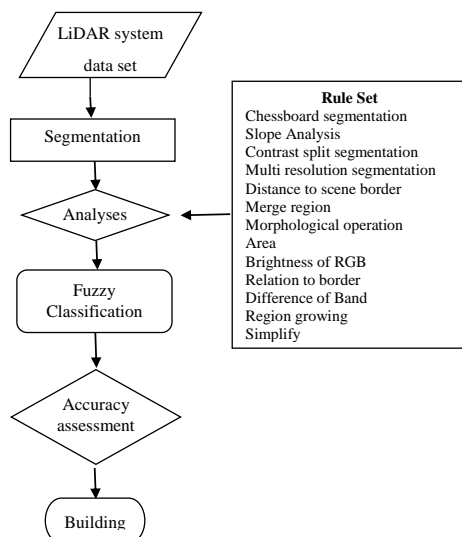 LiDAR system
data set
Segmentation
Analyses
Fuzzy
Classification
Accuracy
assessment
Building
Rule Set
Chessboard segmentation
Slope Analysis
Contrast split segmentation
Multi resolution segmentation
Distance to scene border
Merge region
Morphological operation
Area
Brightness of RGB
Relation to border
Difference of Band
Region growing
Simplify